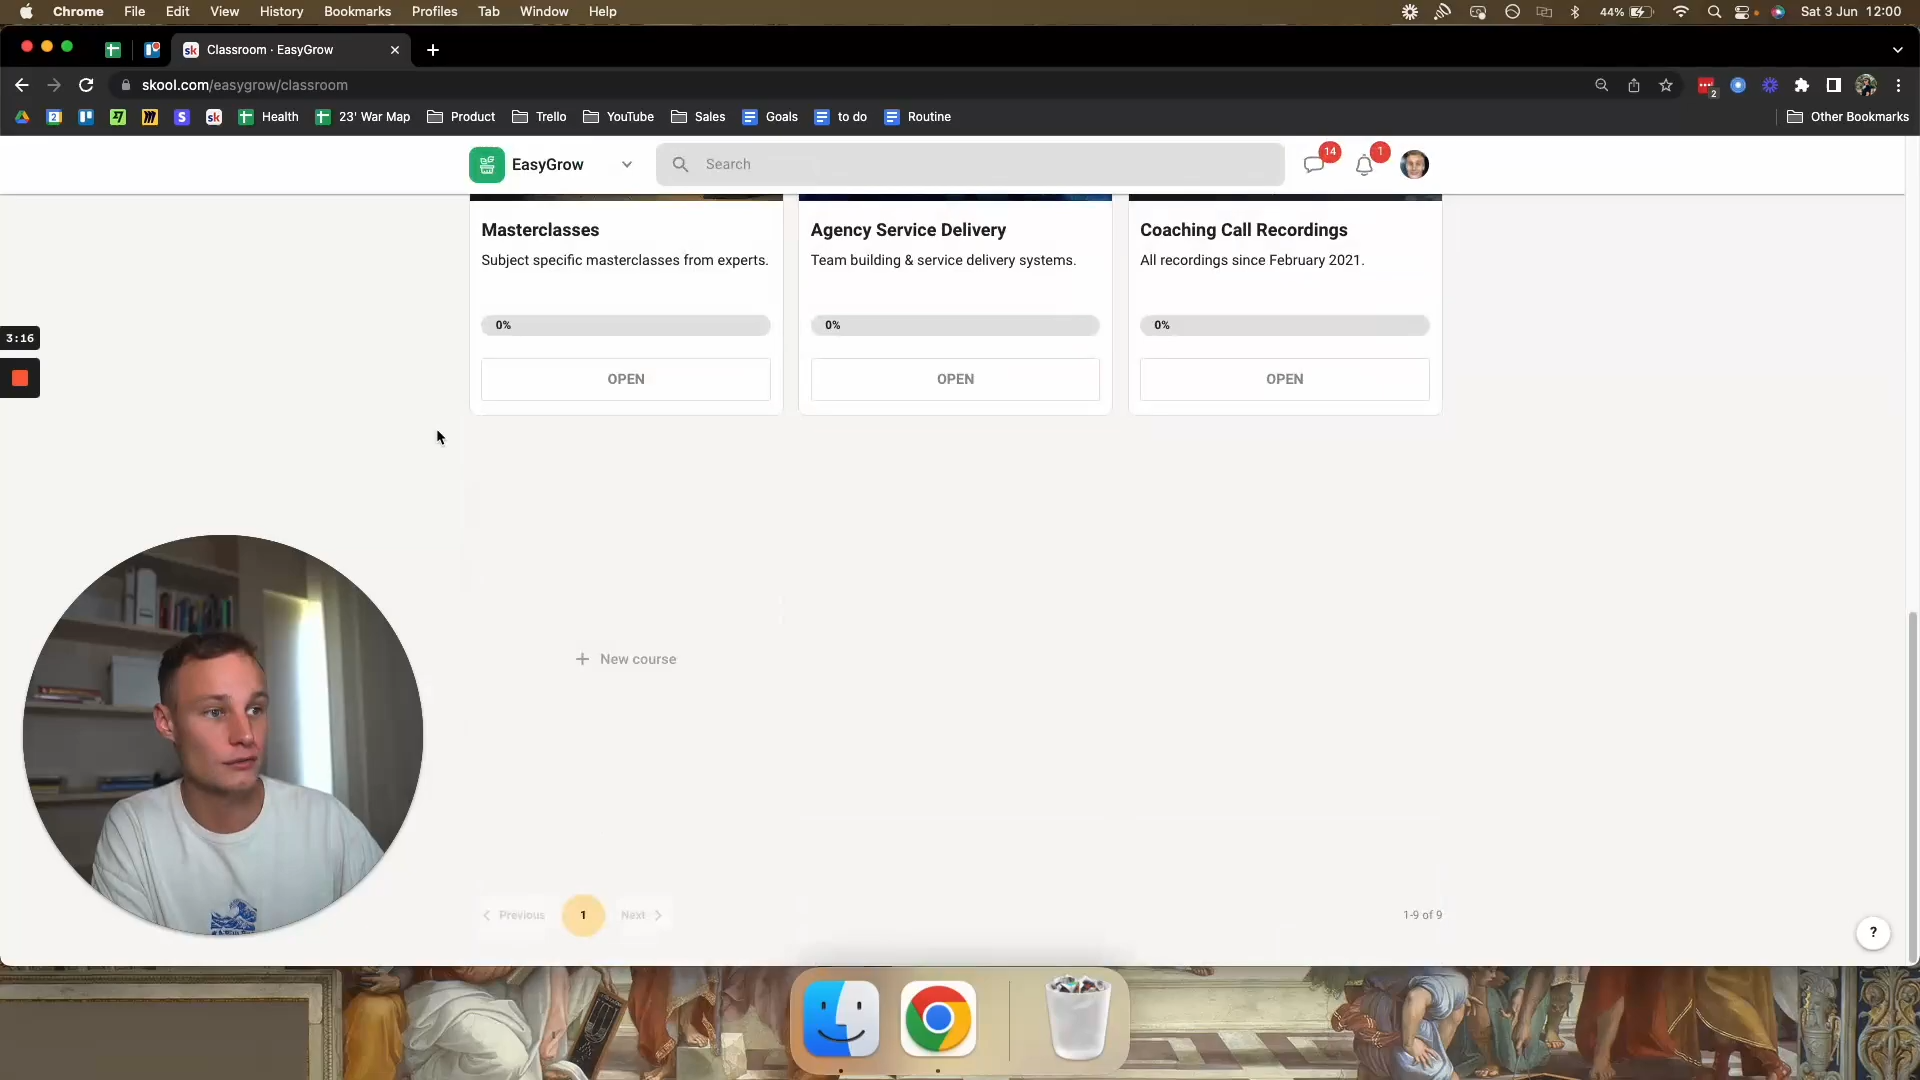 Chrome File Edit View History Bookmarks Profiles Tab Window Help 44% Sat 3 Jun 12:00
sk Classroom · EasyGrow
skool.com/easygrow/classroom 2
2 S sk Health 23' War Map Product Trello YouTube Sales Goals to do Routine Other Bookmarks
EasyGrow Search 14 1
Masterclasses Agency Service Delivery Coaching Call Recordings
Subject specific masterclasses from experts. Team building & service delivery systems. All recordings since February 2021.
0% 0% 0%
3:16
OPEN OPEN OPEN
+ New course
Previous 1 Next 1-9 of 9
?